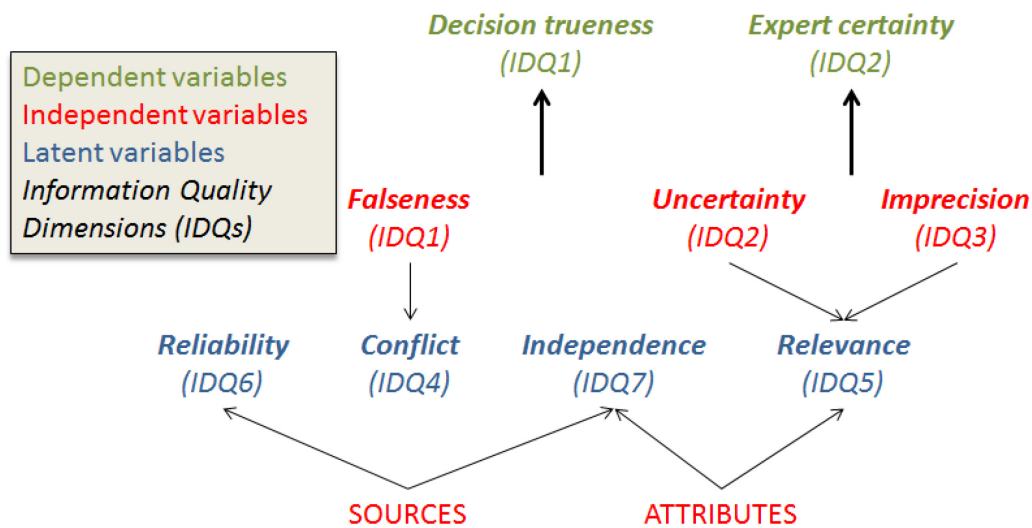 Decision trueness
(IDQ1)
Expert certainty
(IDQ2)
Dependent variables
Independent variables
Latent variables
Information Quality
Dimensions (IDQs)
Falseness
(IDQ1)
Uncertainty
(IDQ2)
Imprecision
(IDQ3)
Reliability
(IDQ6)
Conflict
(IDQ4)
Independence
(IDQ7)
Relevance
(IDQ5)
SOURCES
ATTRIBUTES